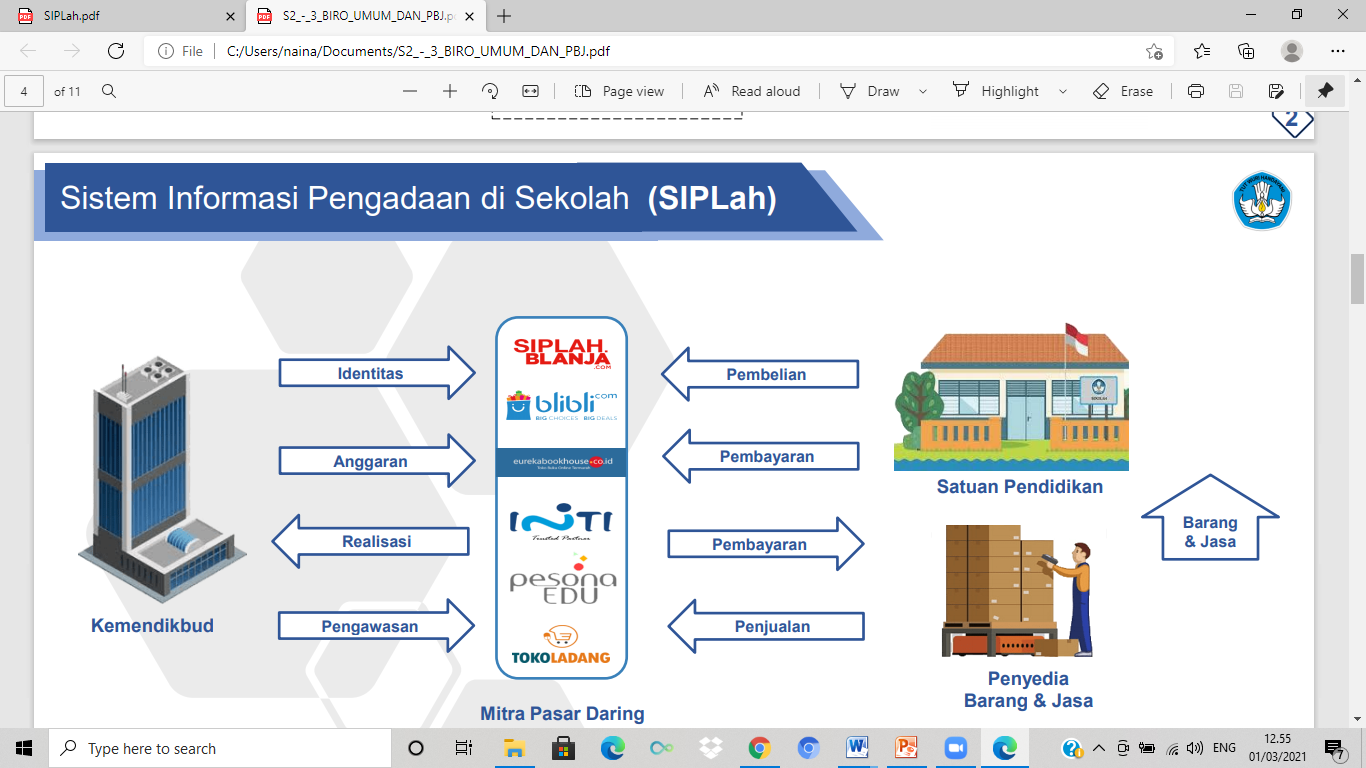 SIPLah.pdf
S2_-_3_BIRO_UMUM_DAN_PBJ.p
File
C:/Users/naina/Documents/S2_-_3_BIRO_UMUM_DAN_PBJ.pdf
4 of 11
Page view
Read aloud
Draw
Highlight
Erase
2
Sistem Informasi Pengadaan di Sekolah (SIPLah)
Identitas
Anggaran
Realisasi
Pengawasan
Kemendikbud
SIPLAH.
BLANJA
.COM
blibli.com
BIG CHOICES BIG DEALS
eurekabookhouse.co.id
Toko Buku Online Terlengkap
INTI
Trusted Partner
pesona
EDU
TOKOLADANG
Mitra Pasar Daring
Pembelian
Pembayaran
Pembayaran
Penjualan
SEKOLAH
Satuan Pendidikan
Penyedia
Barang & Jasa
Barang
& Jasa
Type here to search
ENG
12.55
01/03/2021
7